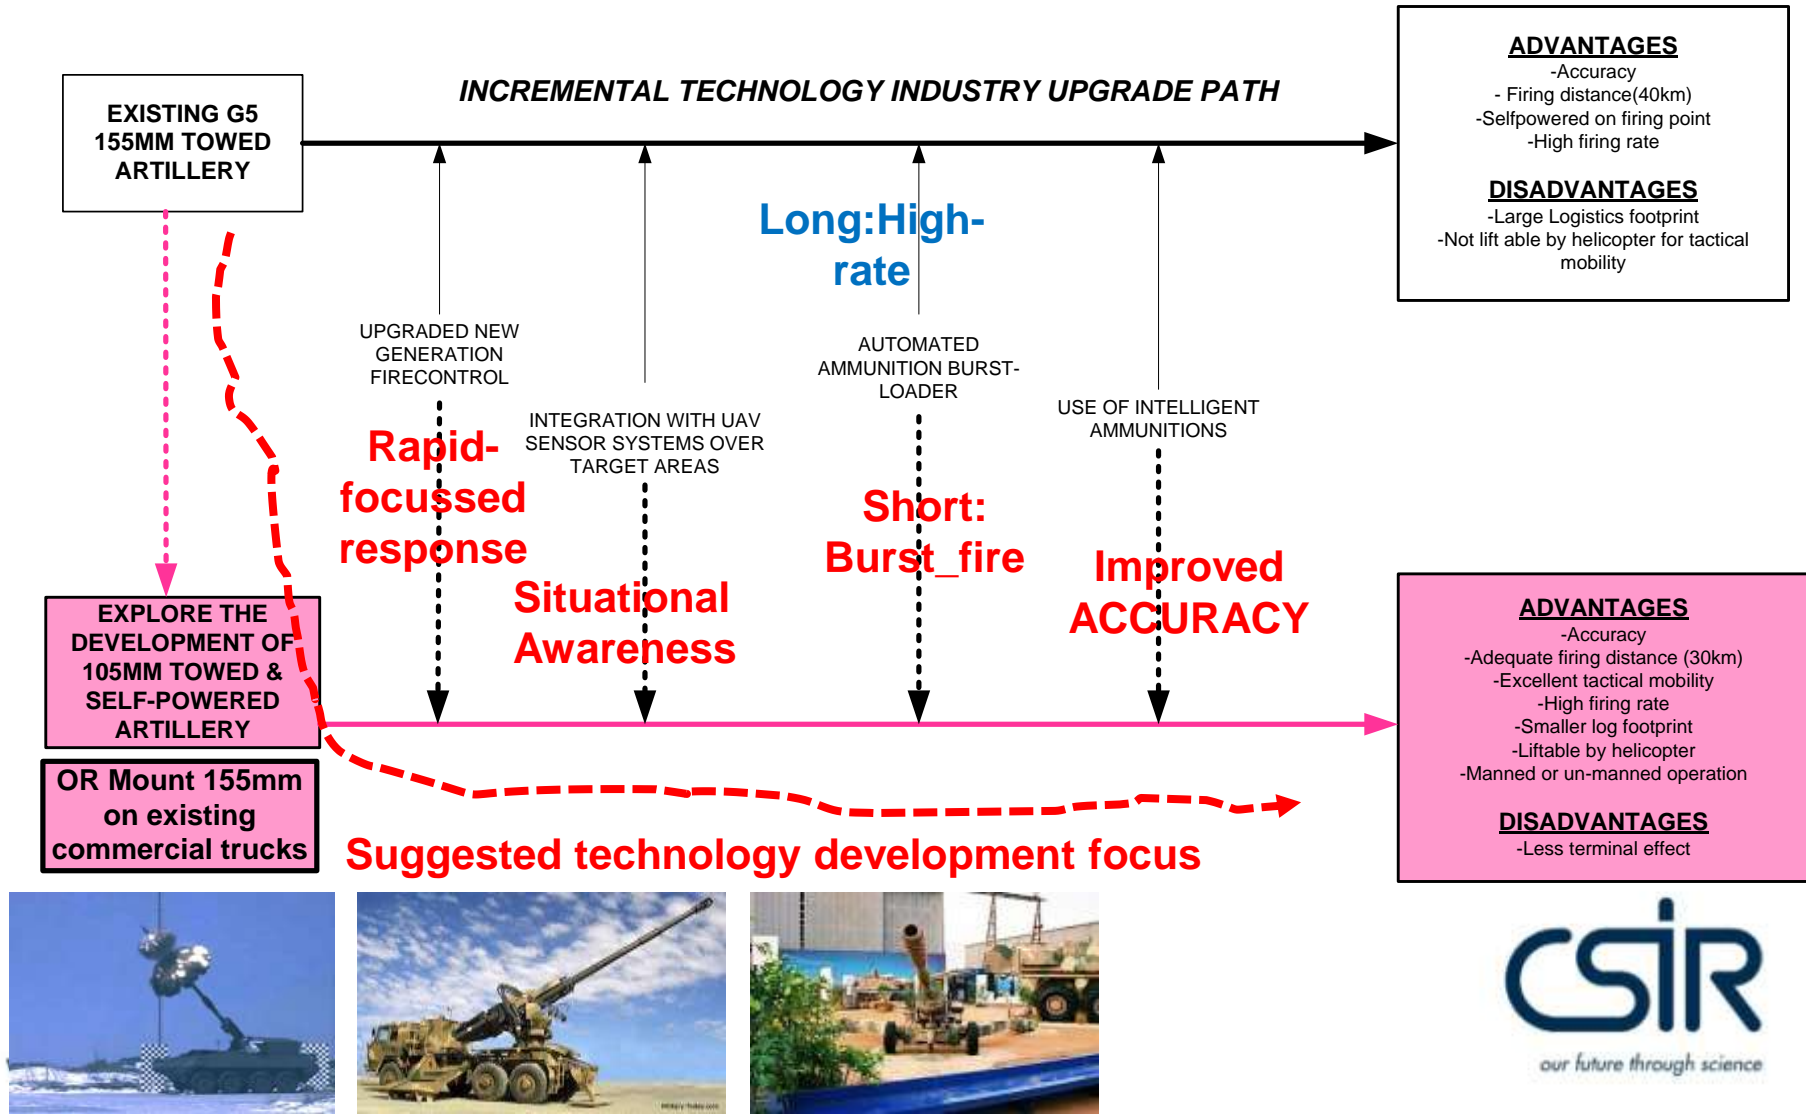 EXISTING G5
155MM TOWED
ARTILLERY
INCREMENTAL TECHNOLOGY INDUSTRY UPGRADE PATH
ADVANTAGES
-Accuracy
- Firing distance(40km)
-Selfpowered on firing point
-High firing rate
DISADVANTAGES
-Large Logistics footprint
-Not lift able by helicopter for tactical
mobility
Long:High-
rate
UPGRADED NEW
GENERATION
FIRECONTROL
INTEGRATION WITH UAV
SENSOR SYSTEMS OVER
TARGET AREAS
AUTOMATED
AMMUNITION BURST-
LOADER
USE OF INTELLIGENT
AMMUNITIONS
Rapid-
focussed
response
Situational
Awareness
Short:
Burst_fire
Improved
ACCURACY
EXPLORE THE
DEVELOPMENT OF
105MM TOWED &
SELF-POWERED
ARTILLERY
OR Mount 155mm
on existing
commercial trucks
ADVANTAGES
-Accuracy
-Adequate firing distance (30km)
-Excellent tactical mobility
-High firing rate
-Smaller log footprint
-Liftable by helicopter
-Manned or un-manned operation
DISADVANTAGES
-Less terminal effect
Suggested technology development focus
Military-Today.com
CSIR
our future through science